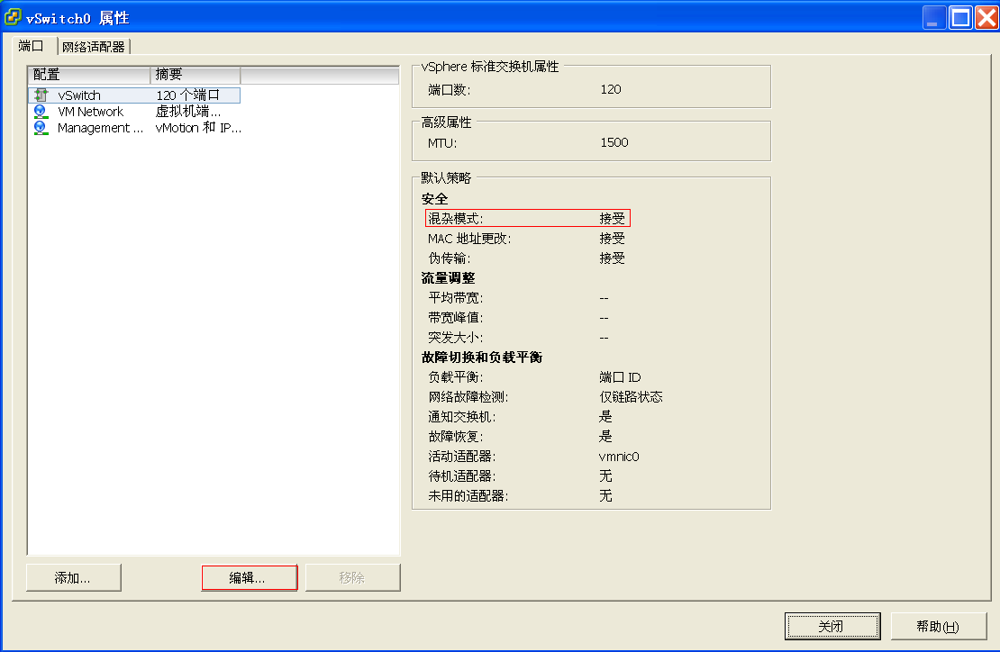 vSwitch0 属性
端口 网络适配器
配置 摘要
vSwitch 120 个端口
VM Network 虚拟机端...
Management ... vMotion 和 IP...
添加... 编辑... 移除
vSphere 标准交换机属性
端口数: 120
高级属性
MTU: 1500
默认策略
安全
混杂模式: 接受
MAC 地址更改: 接受
伪传输: 接受
流量调整
平均带宽: --
带宽峰值: --
突发大小: --
故障切换和负载平衡
负载平衡: 端口 ID
网络故障检测: 仅链路状态
通知交换机: 是
故障恢复: 是
活动适配器: vmnic0
待机适配器: 无
未用的适配器: 无
关闭 帮助(H)